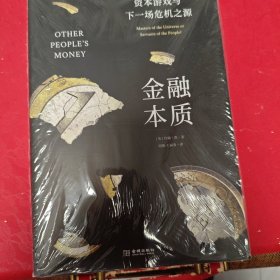 资本游戏与
下一场危机之源
OTHER
PEOPLE'S
MONEY
Masters of the Universe or
Servants of the People?
金融
本质